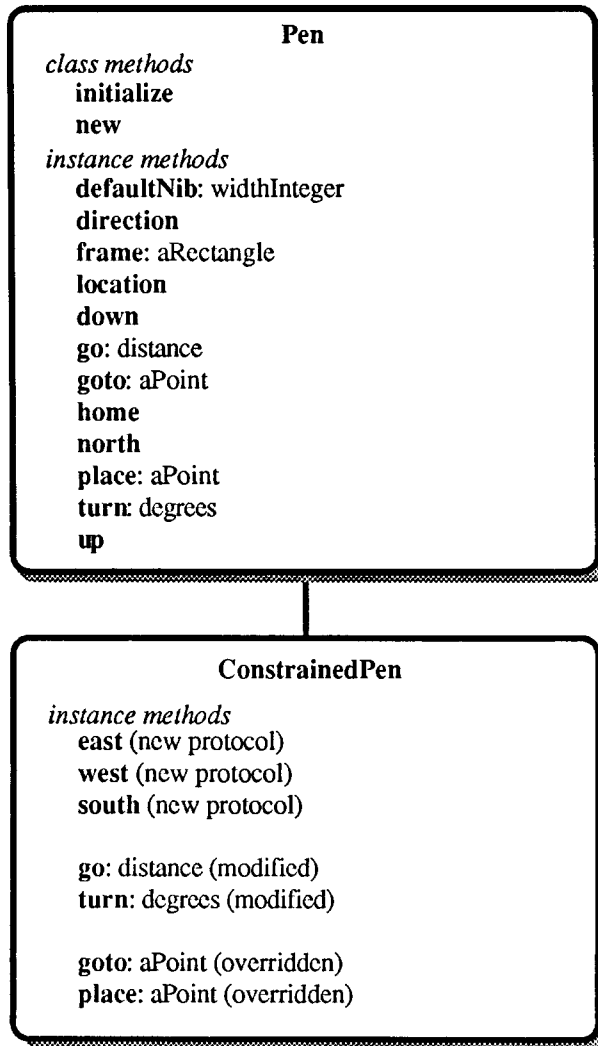 Pen
class methods
initialize
new
instance methods
defaultNib: widthInteger
direction
frame: aRectangle
location
down
go: distance
goto: aPoint
home
north
place: aPoint
turn: degrees
up
ConstrainedPen
instance methods
east (new protocol)
west (new protocol)
south (new protocol)
go: distance (modified)
turn: degrees (modified)
goto: aPoint (overridden)
place: aPoint (overridden)